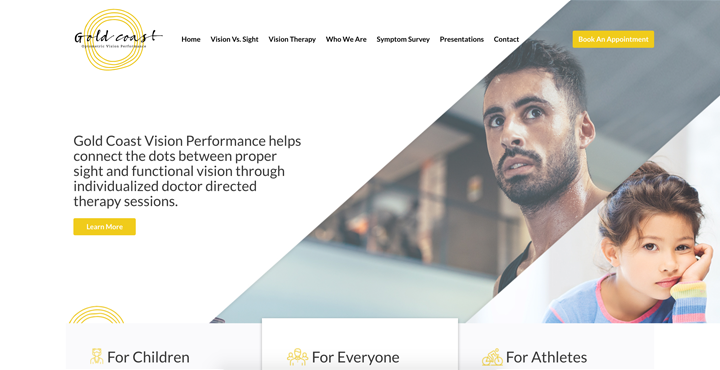 Gold coast
Optometric Vision Performance
Home Vision Vs. Sight Vision Therapy Who We Are Symptom Survey Presentations Contact Book An Appointment
Gold Coast Vision Performance helps
connect the dots between proper
sight and functional vision through
individualized doctor directed
therapy sessions.
Learn More
For Children For Everyone For Athletes